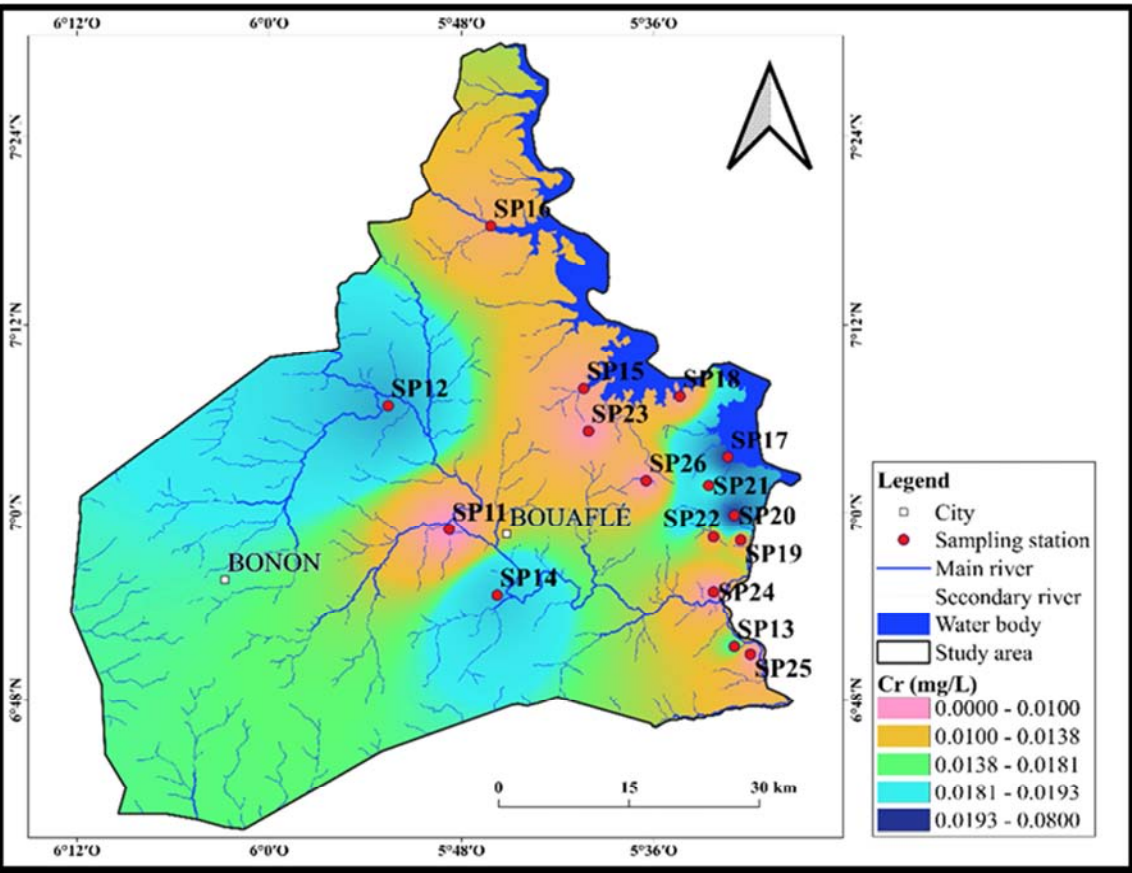 6°12'O 6°0'O 5°48'O 5°36'O
7°24'N 7°24'N
SP16
7°12'N 7°12'N
SP15 SP18
SP12
SP23
SP17
SP26
SP21
7°0'N SP11 BOUAFLÉ SP22 SP20 7°0'N
SP19
BONON
SP14 SP24
SP13
SP25
6°48'N 6°48'N
0 15 30 km
6°12'O 6°0'O 5°48'O 5°36'O
Legend
City
Sampling station
Main river
Secondary river
Water body
Study area
Cr (mg/L)
0.0000 - 0.0100
0.0100 - 0.0138
0.0138 - 0.0181
0.0181 - 0.0193
0.0193 - 0.0800